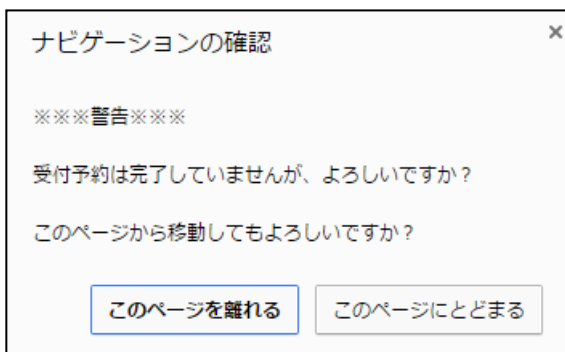 ナビゲーションの確認
×
※※※警告※※※
受付予約は完了していませんが、よろしいですか？
このページから移動してもよろしいですか？
このページを離れる
このページにとどまる